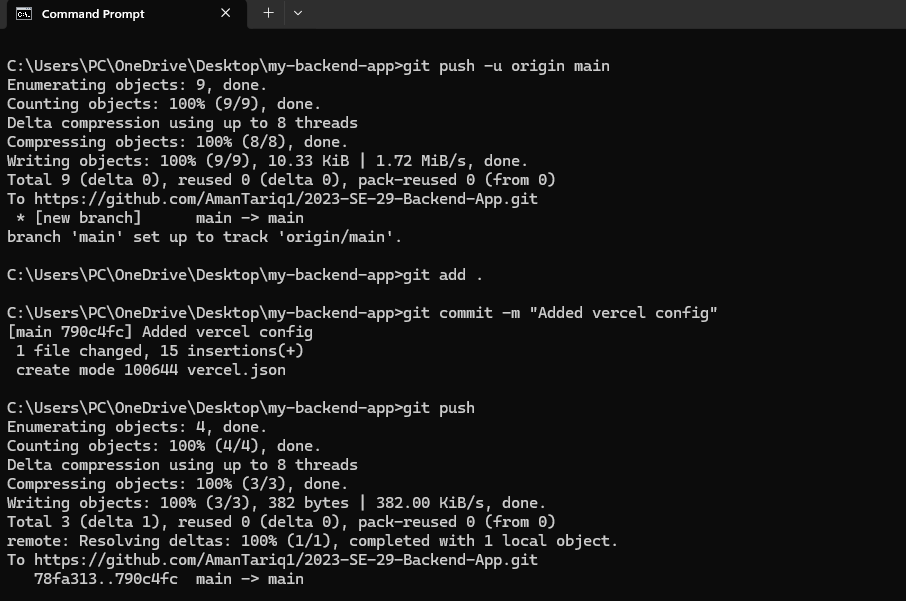 Command Prompt
C:\Users\PC\OneDrive\Desktop\my-backend-app>git push -u origin main
Enumerating objects: 9, done.
Counting objects: 100% (9/9), done.
Delta compression using up to 8 threads
Compressing objects: 100% (8/8), done.
Writing objects: 100% (9/9), 10.33 KiB | 1.72 MiB/s, done.
Total 9 (delta 0), reused 0 (delta 0), pack-reused 0 (from 0)
To https://github.com/AmanTariq1/2023-SE-29-Backend-App.git
 * [new branch]      main -> main
branch 'main' set up to track 'origin/main'.
C:\Users\PC\OneDrive\Desktop\my-backend-app>git add .
C:\Users\PC\OneDrive\Desktop\my-backend-app>git commit -m "Added vercel config"
[main 790c4fc] Added vercel config
 1 file changed, 15 insertions(+)
 create mode 100644 vercel.json
C:\Users\PC\OneDrive\Desktop\my-backend-app>git push
Enumerating objects: 4, done.
Counting objects: 100% (4/4), done.
Delta compression using up to 8 threads
Compressing objects: 100% (3/3), done.
Writing objects: 100% (3/3), 382 bytes | 382.00 KiB/s, done.
Total 3 (delta 1), reused 0 (delta 0), pack-reused 0 (from 0)
remote: Resolving deltas: 100% (1/1), completed with 1 local object.
To https://github.com/AmanTariq1/2023-SE-29-Backend-App.git
   78fa313..790c4fc  main -> main